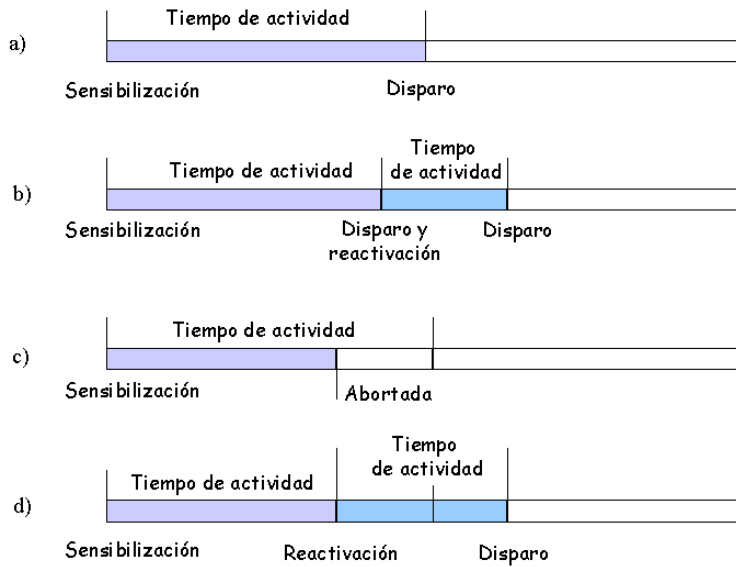 Tiempo de actividad
a)
Sensibilización Disparo
Tiempo
Tiempo de actividad de actividad
b)
Sensibilización Disparo y Disparo
reactivación
Tiempo de actividad
c)
Sensibilización Abortada
Tiempo
Tiempo de actividad de actividad
d)
Sensibilización Reactivación Disparo